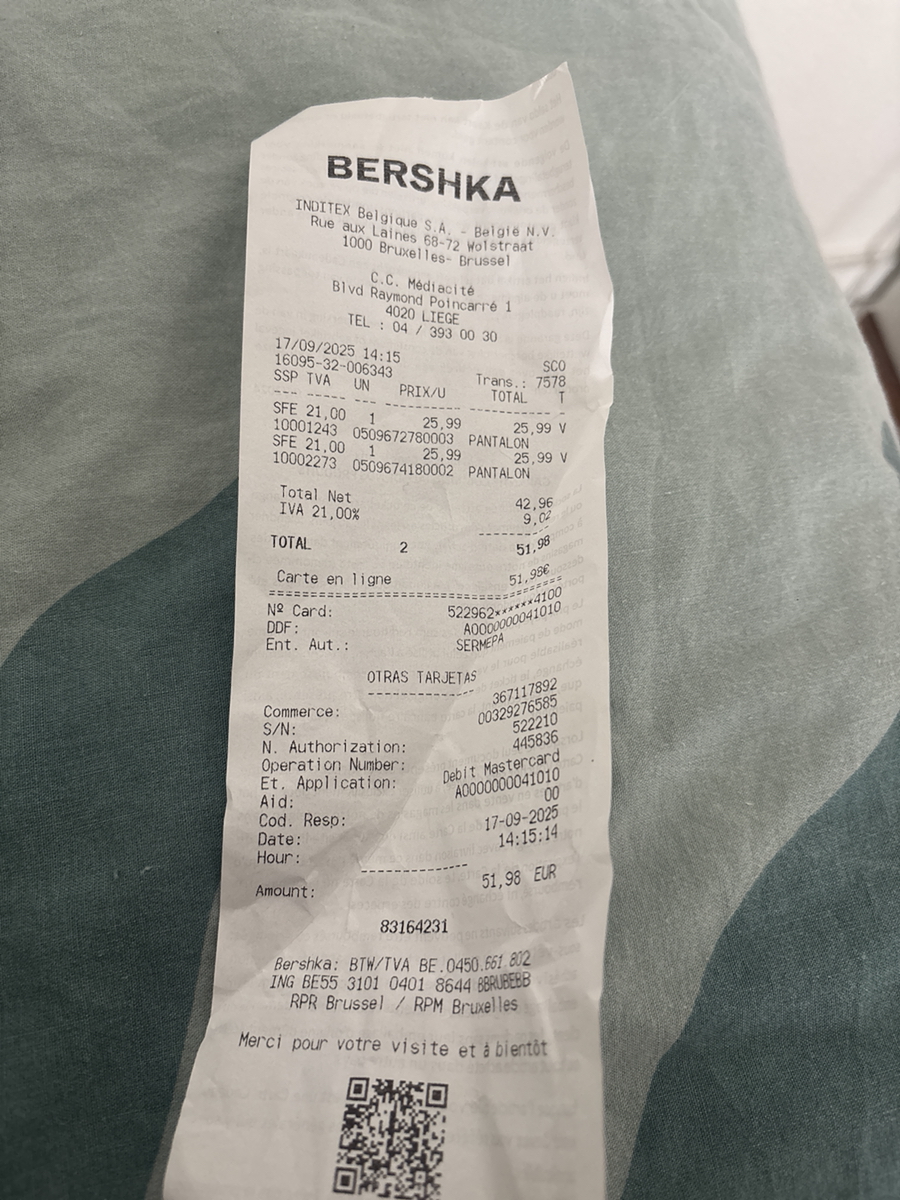 BERSHKA
INDITEX Belgique S.A. - België N.V.
Rue aux Laines 68-72 Wolstraat
1000 Bruxelles- Brussel
C.C. Médiacité
Blvd Raymond Poincarré 1
4020 LIEGE
TEL : 04 / 393 00 30
17/09/2025 14:15 SCO
16095-32-006343 Trans.: 7578
SSP TVA UN PRIX/U TOTAL T
--- ----- --- ---------- ----------- -
SFE 21,00 1 25,99 25,99 V
10001243 0509672780003 PANTALON
SFE 21,00 1 25,99 25,99 V
10002273 0509674180002 PANTALON
Total Net 42,96
IVA 21,00% 9,02
-----------
TOTAL 2 51,98
Carte en ligne 51,98€
========================================
Nº Card: 522962******4100
DDF: A0000000041010
Ent. Aut.: SERMEPA
OTRAS TARJETAS
--------------
Commerce: 367117892
S/N: 00329276585
N. Authorization: 522210
Operation Number: 445836
Et. Application: Debit Mastercard
Aid: A0000000041010
Cod. Resp: 00
Date: 17-09-2025
Hour: 14:15:14
--------------
Amount: 51,98 EUR
83164231
Bershka: BTW/TVA BE.0450.661 802
ING BE55 3101 0401 8644 BBRUBEBB
RPR Brussel / RPM Bruxelles
Merci pour votre visite et à bientôt